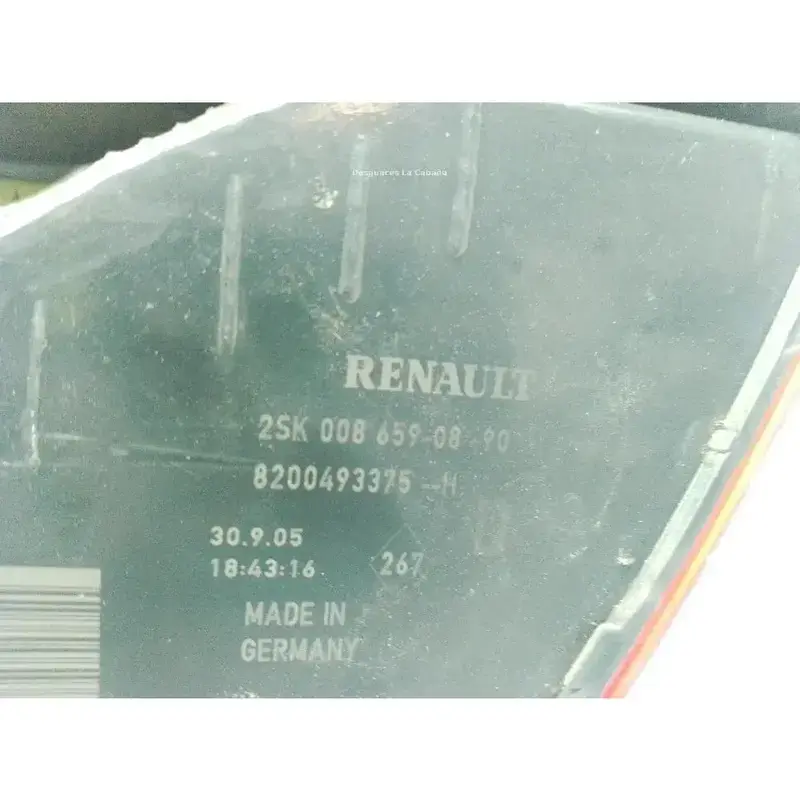 Desguaces La Cabaña
RENAULT
2SK 008 659-08 -90
8200493375 -H
30.9.05
18:43:16 267
MADE IN
GERMANY